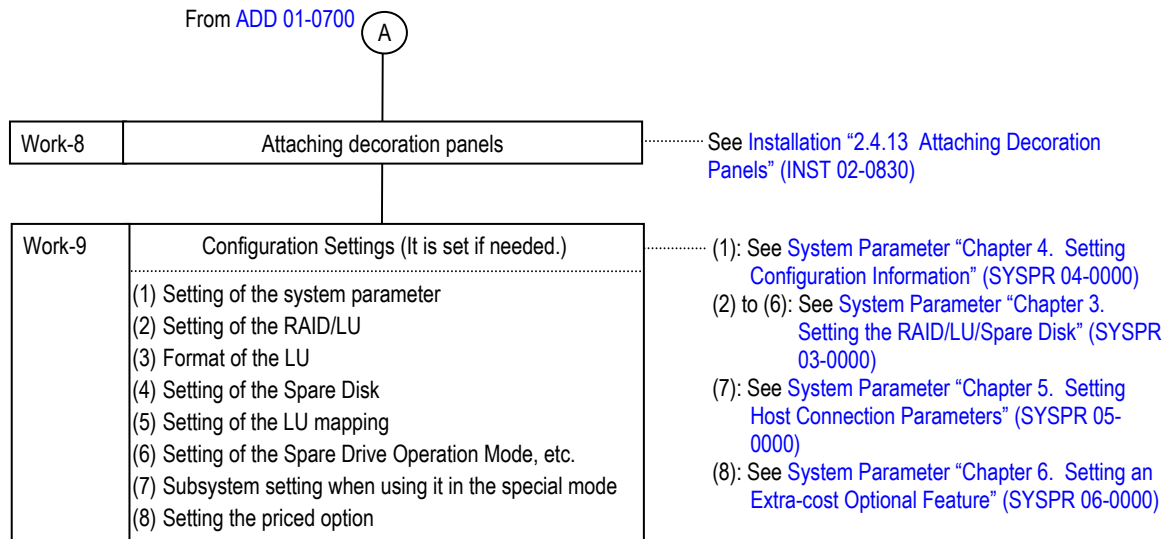 From ADD 01-0700
A
Work-8
Attaching decoration panels
See Installation “2.4.13 Attaching Decoration
Panels” (INST 02-0830)
Work-9
Configuration Settings (It is set if needed.)
(1) Setting of the system parameter
(2) Setting of the RAID/LU
(3) Format of the LU
(4) Setting of the Spare Disk
(5) Setting of the LU mapping
(6) Setting of the Spare Drive Operation Mode, etc.
(7) Subsystem setting when using it in the special mode
(8) Setting the priced option
(1): See System Parameter “Chapter 4. Setting
Configuration Information” (SYSPR 04-0000)
(2) to (6): See System Parameter “Chapter 3.
Setting the RAID/LU/Spare Disk” (SYSPR
03-0000)
(7): See System Parameter “Chapter 5. Setting
Host Connection Parameters” (SYSPR 05-
0000)
(8): See System Parameter “Chapter 6. Setting an
Extra-cost Optional Feature” (SYSPR 06-0000)